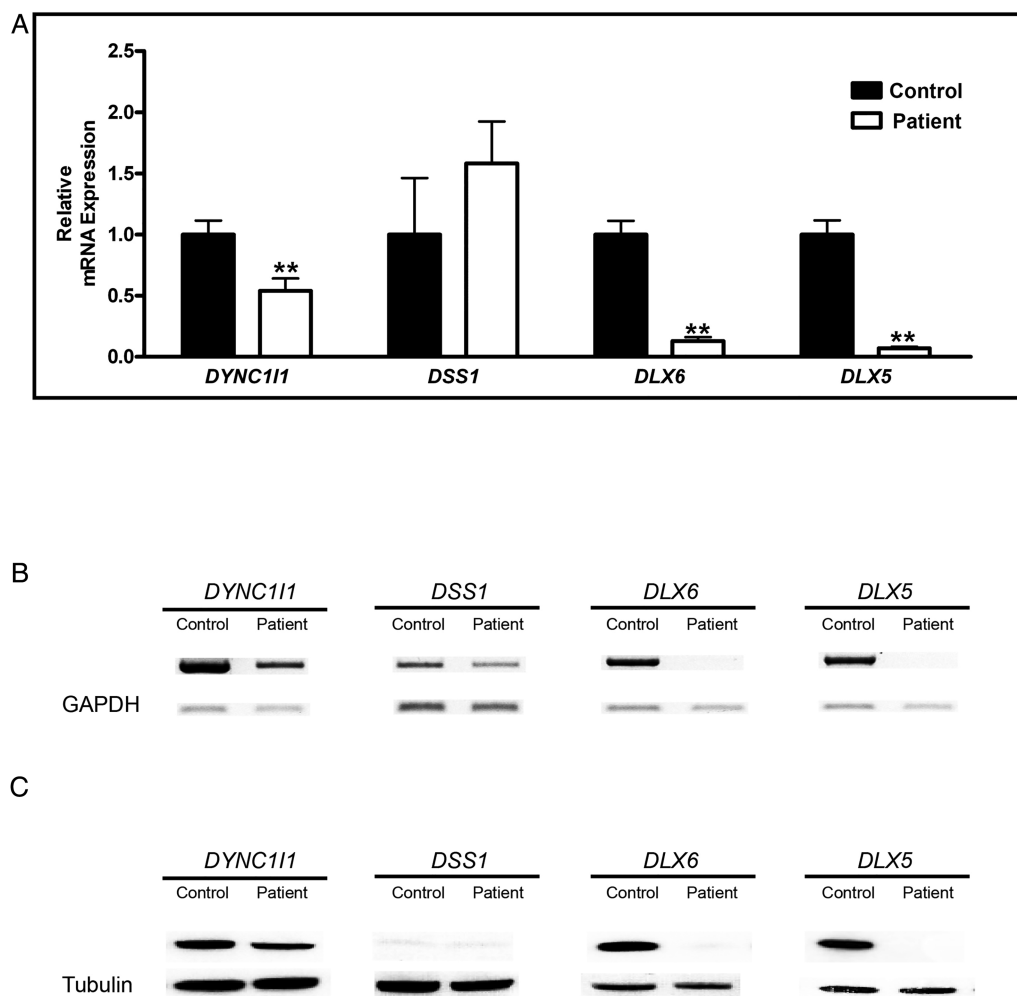 A
2.5
2.0
1.5
1.0
0.5
0.0
Relative
mRNA Expression
Control
Patient
**
**
**
DYNC1I1 DSS1 DLX6 DLX5
B
DYNC1I1 DSS1 DLX6 DLX5
Control Patient Control Patient Control Patient Control Patient
GAPDH
C
DYNC1I1 DSS1 DLX6 DLX5
Control Patient Control Patient Control Patient Control Patient
Tubulin